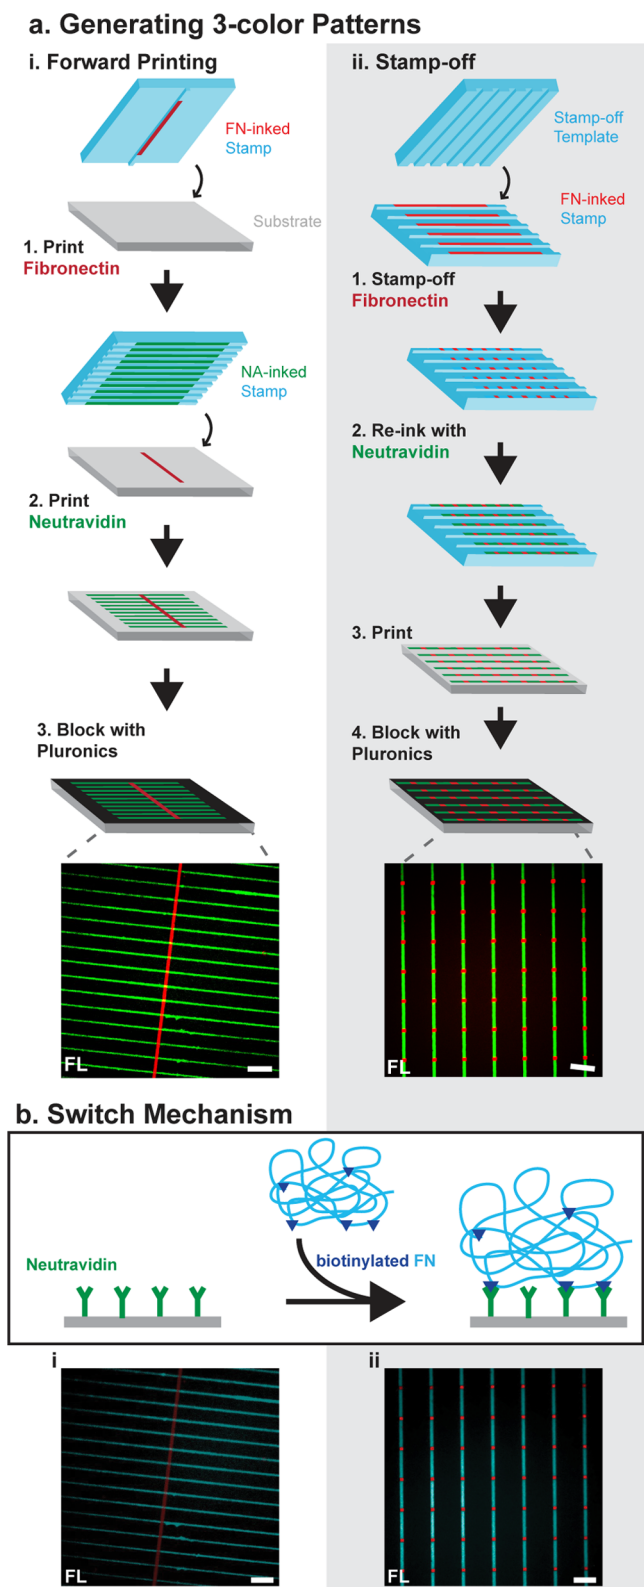 a. Generating 3-color Patterns
i. Forward Printing
FN-inked
Stamp
Substrate
1. Print
Fibronectin
NA-inked
Stamp
2. Print
Neutravidin
3. Block with
Pluronics
FL
ii. Stamp-off
Stamp-off
Template
FN-inked
Stamp
1. Stamp-off
Fibronectin
2. Re-ink with
Neutravidin
3. Print
4. Block with
Pluronics
FL
b. Switch Mechanism
Neutravidin
biotinylated FN
i
FL
ii
FL